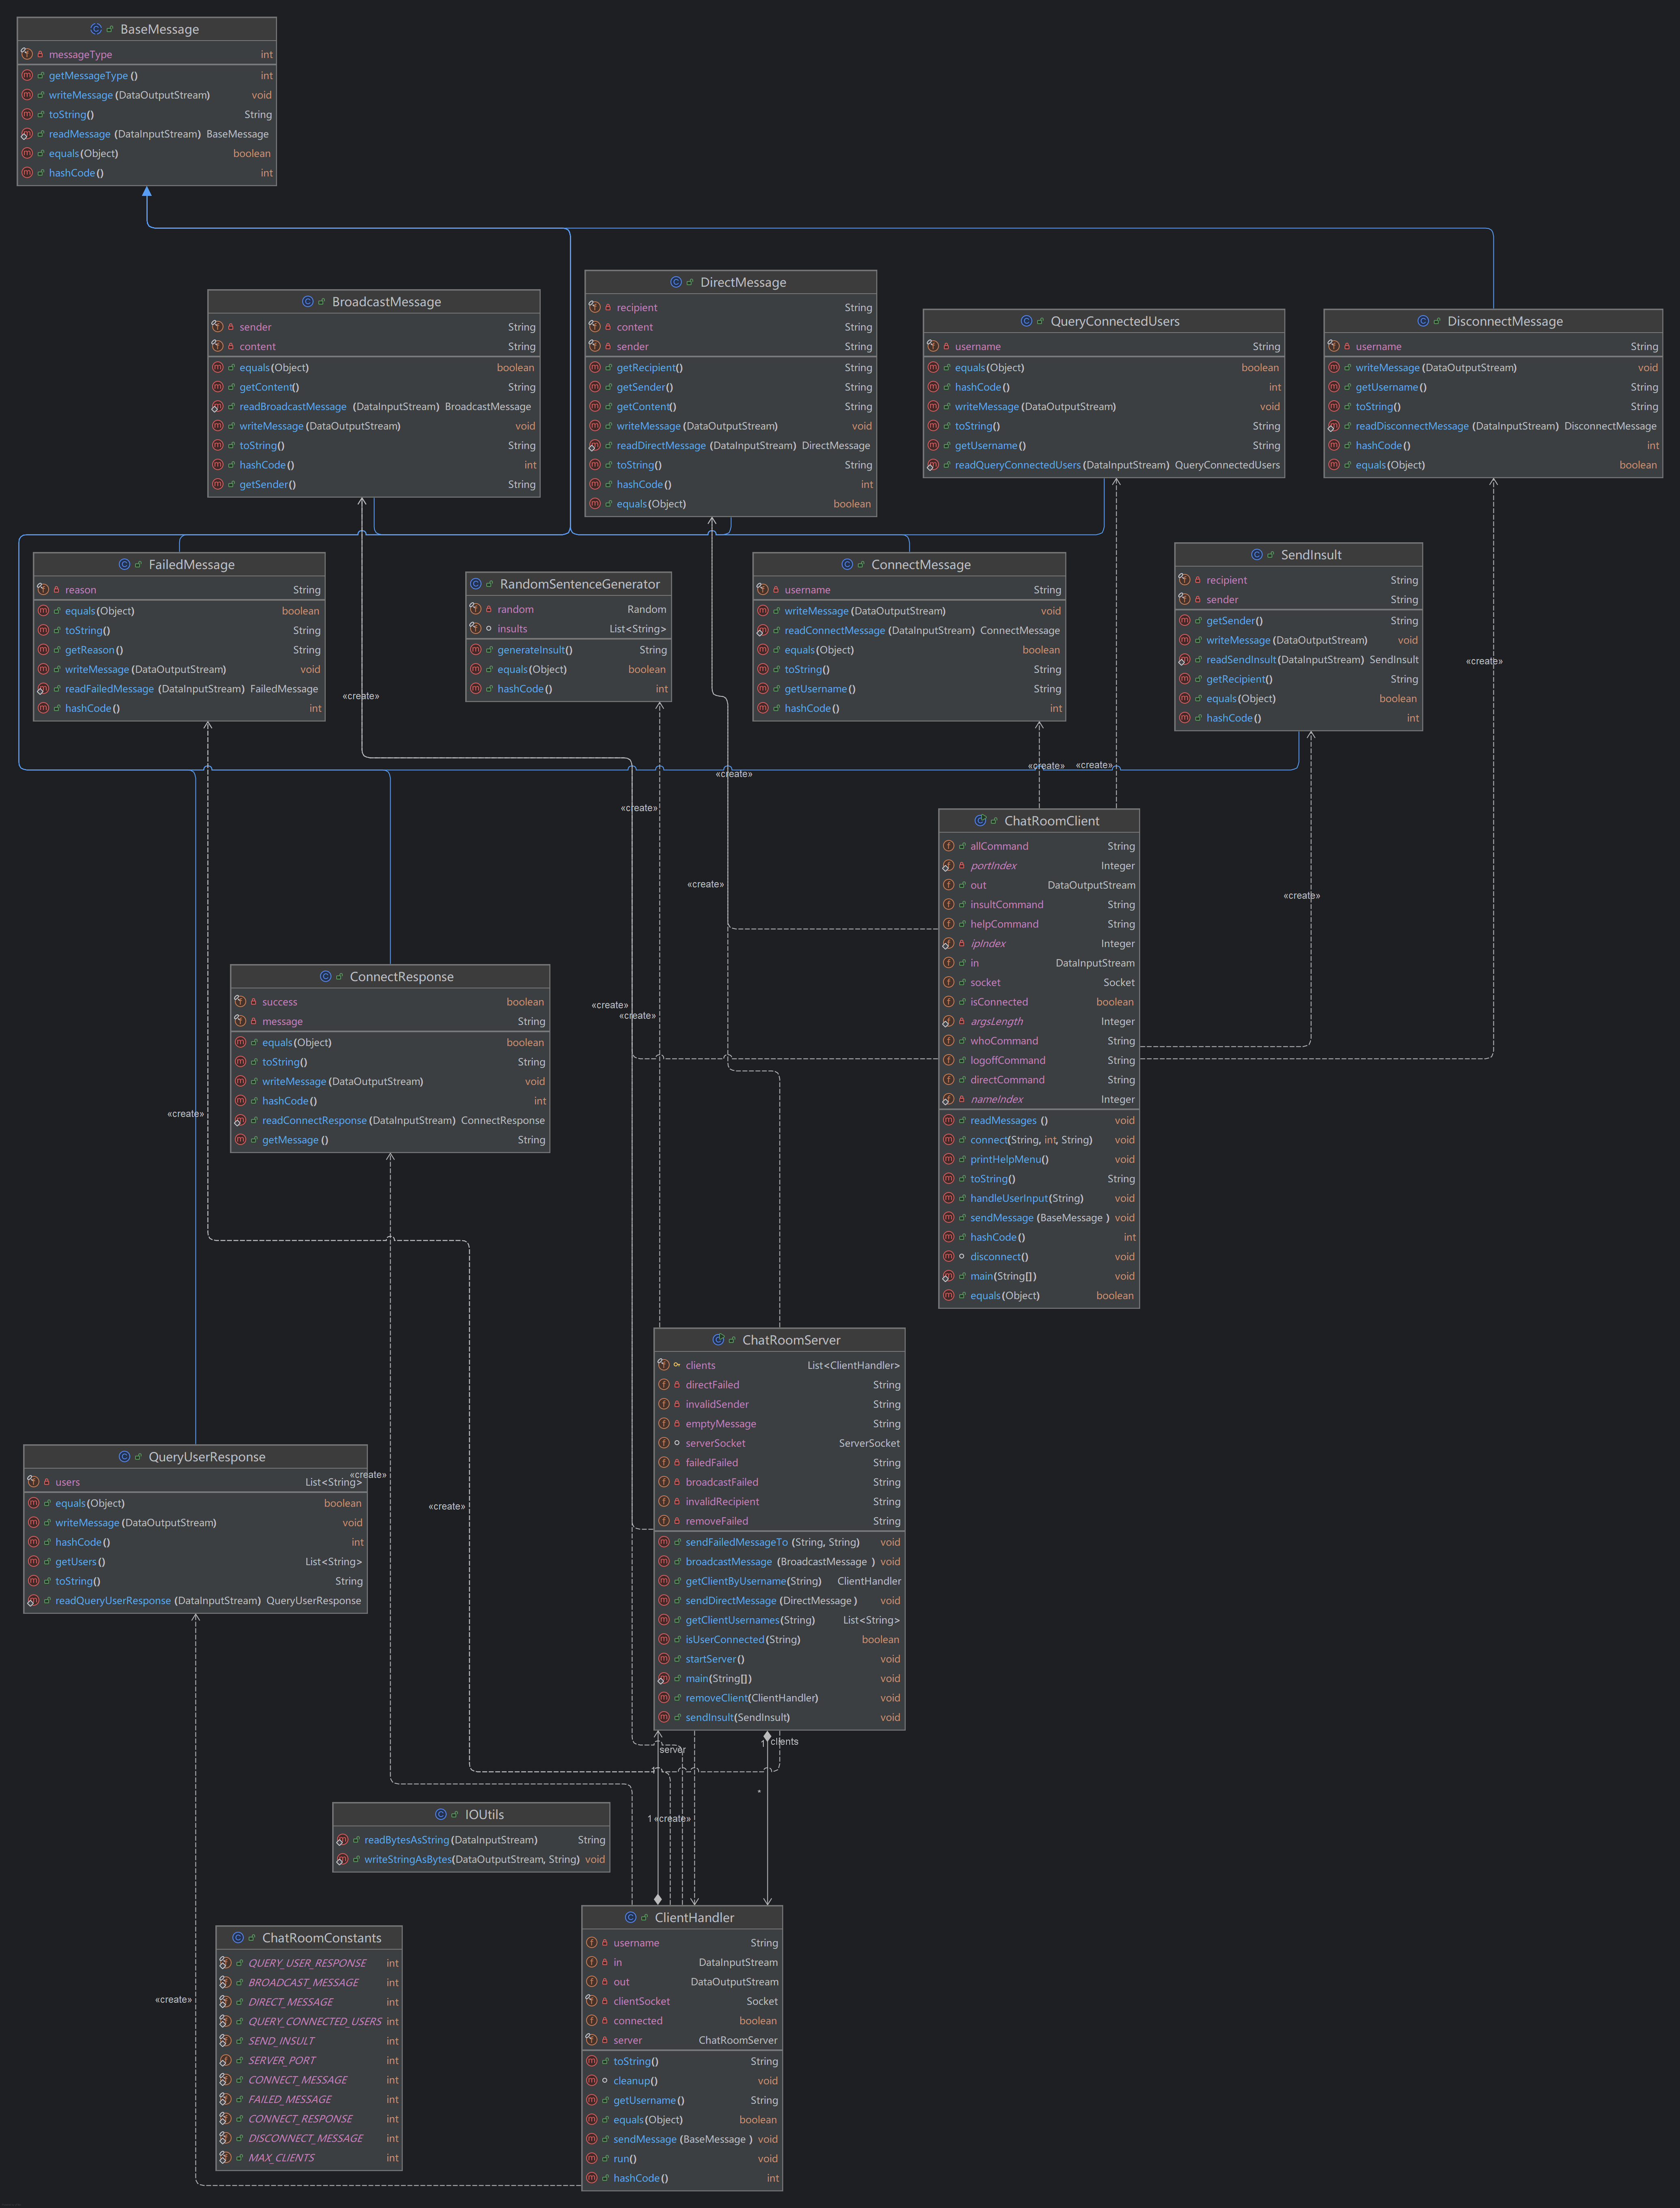 BaseMessage
messageType int
getMessageType () int
writeMessage (DataOutputStream) void
toString() String
readMessage (DataInputStream) BaseMessage
equals(Object) boolean
hashCode() int
BroadcastMessage
sender String
content String
equals(Object) boolean
getContent() String
readBroadcastMessage (DataInputStream) BroadcastMessage
writeMessage (DataOutputStream) void
toString() String
hashCode() int
getSender() String
DirectMessage
recipient String
content String
sender String
getRecipient() String
getSender() String
getContent() String
writeMessage (DataOutputStream) void
readDirectMessage (DataInputStream) DirectMessage
toString() String
hashCode() int
equals(Object) boolean
QueryConnectedUsers
username String
equals(Object) boolean
hashCode() int
writeMessage (DataOutputStream) void
toString() String
getUsername() String
readQueryConnectedUsers(DataInputStream) QueryConnectedUsers
DisconnectMessage
username String
writeMessage (DataOutputStream) void
getUsername() String
toString() String
readDisconnectMessage (DataInputStream) DisconnectMessage
hashCode() int
equals(Object) boolean
FailedMessage
reason String
equals(Object) boolean
toString() String
getReason() String
writeMessage (DataOutputStream) void
readFailedMessage (DataInputStream) FailedMessage
hashCode() int
RandomSentenceGenerator
random Random
insults List<String>
generateInsult() String
equals(Object) boolean
hashCode() int
ConnectMessage
username String
writeMessage (DataOutputStream) void
readConnectMessage (DataInputStream) ConnectMessage
equals(Object) boolean
toString() String
getUsername() String
hashCode() int
SendInsult
recipient String
sender String
getSender() String
writeMessage (DataOutputStream) void
readSendInsult(DataInputStream) SendInsult
getRecipient() String
equals(Object) boolean
hashCode() int
«create»
«create»
«create»
«create»
«create»
«create»
«create»
«create»
«create»
«create»
ChatRoomClient
allCommand String
portIndex Integer
out DataOutputStream
insultCommand String
helpCommand String
ipIndex Integer
in DataInputStream
socket Socket
isConnected boolean
argsLength Integer
whoCommand String
logoffCommand String
directCommand String
nameIndex Integer
readMessages () void
connect(String, int, String) void
printHelpMenu() void
toString() String
handleUserInput(String) void
sendMessage (BaseMessage ) void
hashCode() int
disconnect() void
main(String[]) void
equals(Object) boolean
ConnectResponse
success boolean
message String
equals(Object) boolean
toString() String
writeMessage (DataOutputStream) void
hashCode() int
readConnectResponse (DataInputStream) ConnectResponse
getMessage () String
«create»
ChatRoomServer
clients List<ClientHandler>
directFailed String
invalidSender String
emptyMessage String
serverSocket ServerSocket
failedFailed String
broadcastFailed String
invalidRecipient String
removeFailed String
sendFailedMessageTo (String, String) void
broadcastMessage (BroadcastMessage ) void
getClientByUsername(String) ClientHandler
sendDirectMessage (DirectMessage ) void
getClientUsernames(String) List<String>
isUserConnected(String) boolean
startServer() void
main(String[]) void
removeClient(ClientHandler) void
sendInsult(SendInsult) void
QueryUserResponse
users List<String>
equals(Object) boolean
writeMessage (DataOutputStream) void
hashCode() int
getUsers() List<String>
toString() String
readQueryUserResponse (DataInputStream) QueryUserResponse
«create»
«create»
server
1
1
clients
*
1
«create»
IOUtils
readBytesAsString(DataInputStream) String
writeStringAsBytes(DataOutputStream, String) void
ChatRoomConstants
QUERY_USER_RESPONSE int
BROADCAST_MESSAGE int
DIRECT_MESSAGE int
QUERY_CONNECTED_USERS int
SEND_INSULT int
SERVER_PORT int
CONNECT_MESSAGE int
FAILED_MESSAGE int
CONNECT_RESPONSE int
DISCONNECT_MESSAGE int
MAX_CLIENTS int
«create»
ClientHandler
username String
in DataInputStream
out DataOutputStream
clientSocket Socket
connected boolean
server ChatRoomServer
toString() String
cleanup() void
getUsername() String
equals(Object) boolean
sendMessage (BaseMessage ) void
run() void
hashCode() int